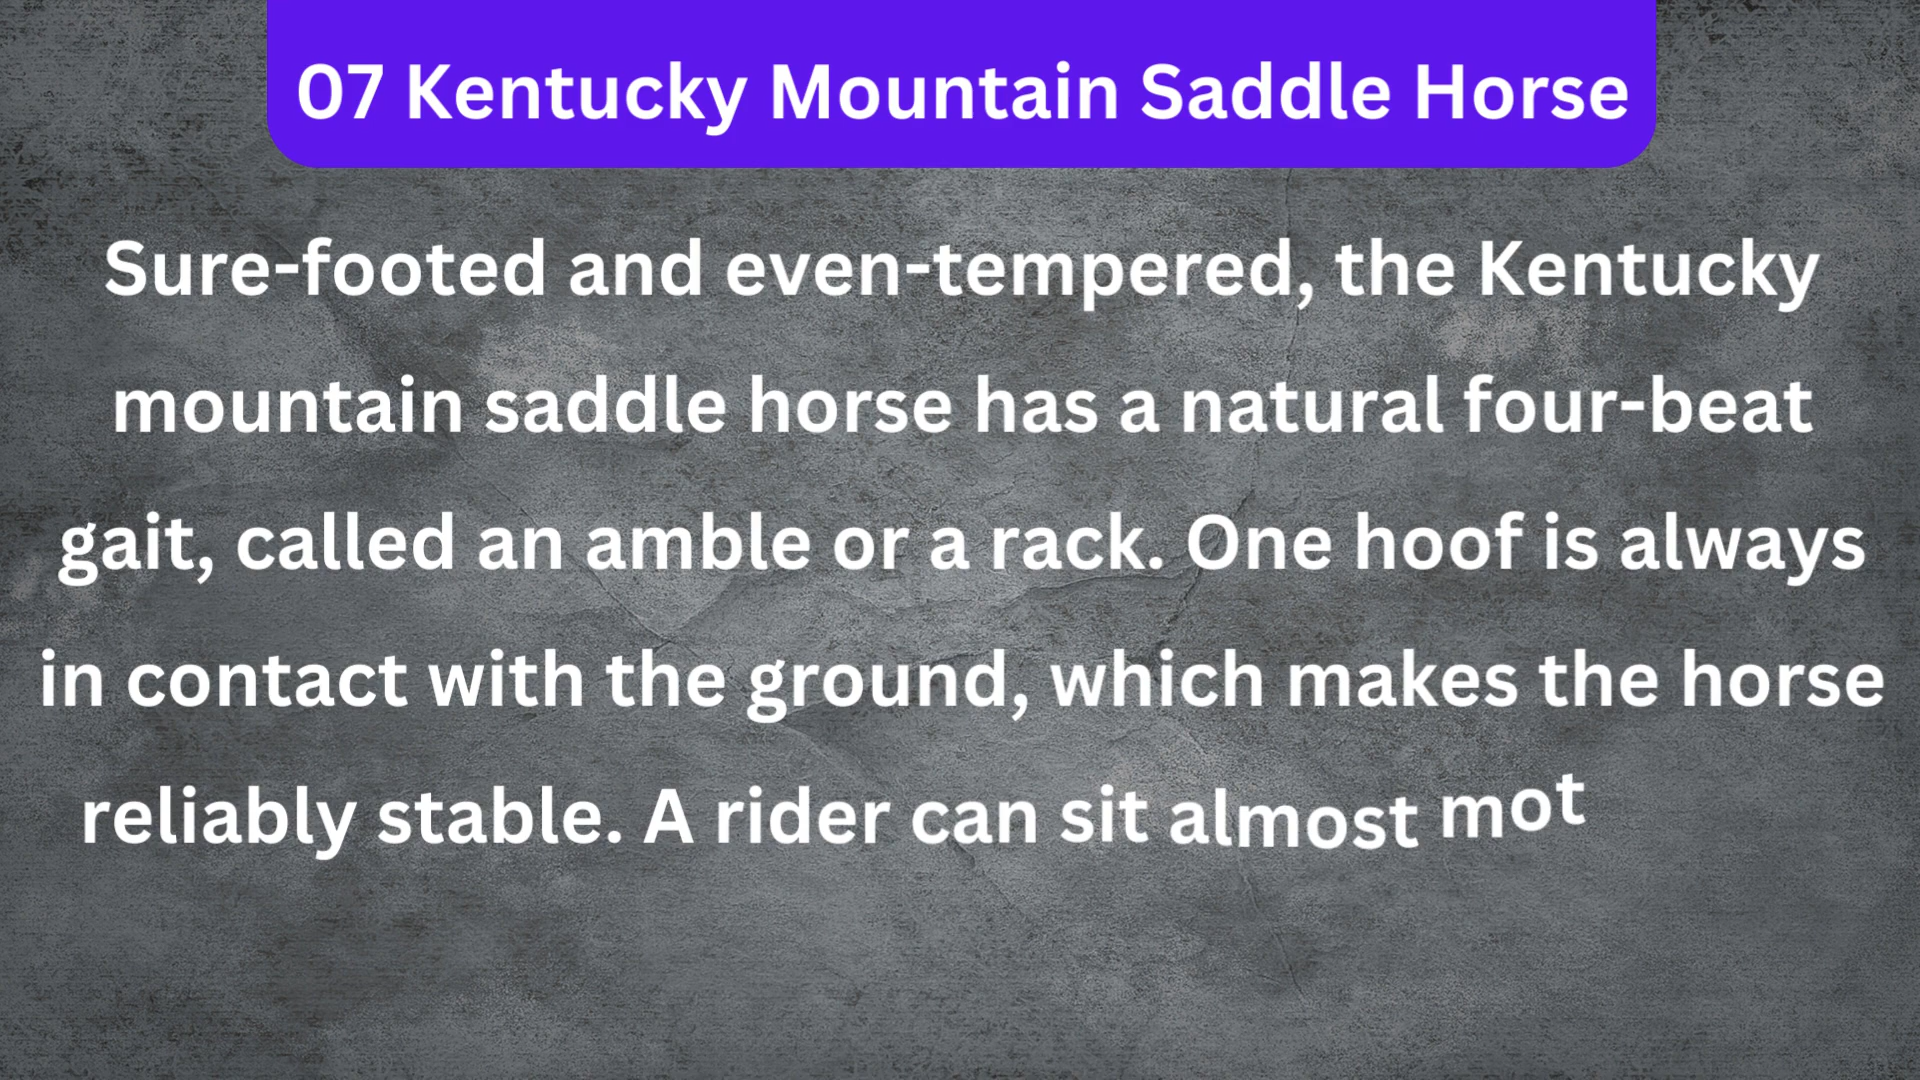 07 Kentucky Mountain Saddle Horse
Sure-footed and even-tempered, the Kentucky
mountain saddle horse has a natural four-beat
gait, called an amble or a rack. One hoof is always
in contact with the ground, which makes the horse
reliably stable. A rider can sit almost mot